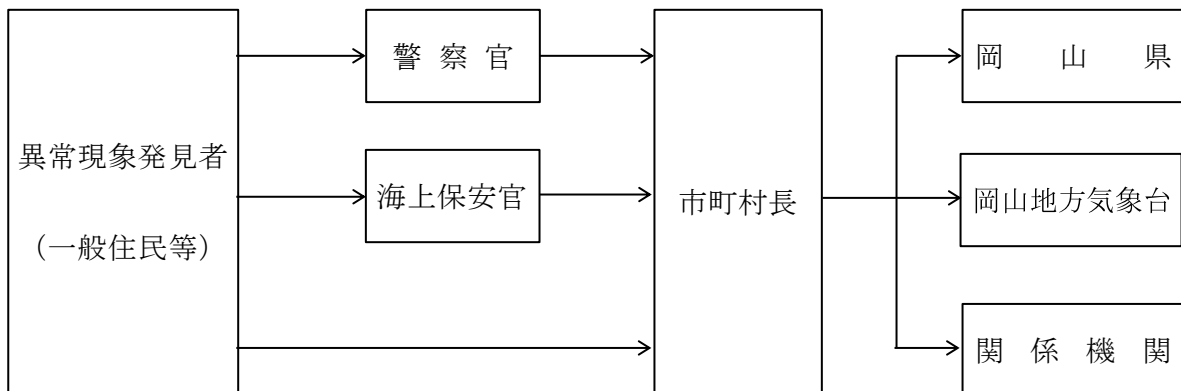 異常現象発見者
（一般住民等）
警察官
海上保安官
市町村長
岡山県
岡山地方気象台
関係機関